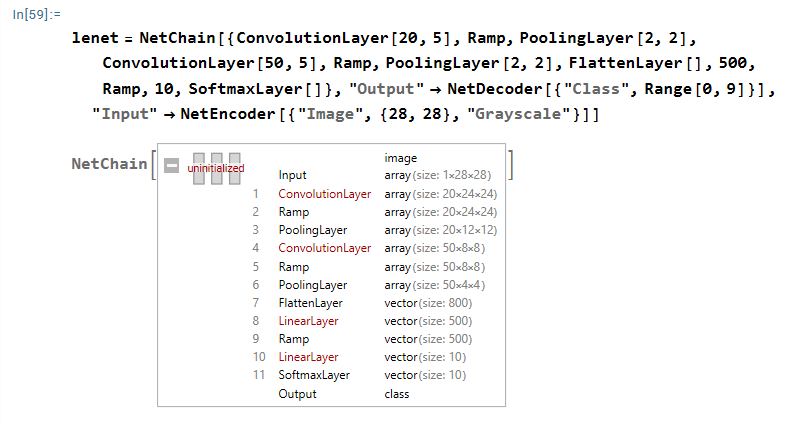 In[59]:=
lenet = NetChain[{ConvolutionLayer[20, 5], Ramp, PoolingLayer[2, 2],
ConvolutionLayer[50, 5], Ramp, PoolingLayer[2, 2], FlattenLayer[], 500,
Ramp, 10, SoftmaxLayer[]}, "Output" → NetDecoder[{"Class", Range[0, 9]}],
"Input" → NetEncoder[{"Image", {28, 28}, "Grayscale"}]]
NetChain[ uninitialized ]
image
Input array (size: 1×28×28)
1 ConvolutionLayer array (size: 20×24×24)
2 Ramp array (size: 20×24×24)
3 PoolingLayer array (size: 20×12×12)
4 ConvolutionLayer array (size: 50×8×8)
5 Ramp array (size: 50×8×8)
6 PoolingLayer array (size: 50×4×4)
7 FlattenLayer vector (size: 800)
8 LinearLayer vector (size: 500)
9 Ramp vector (size: 500)
10 LinearLayer vector (size: 10)
11 SoftmaxLayer vector (size: 10)
Output class